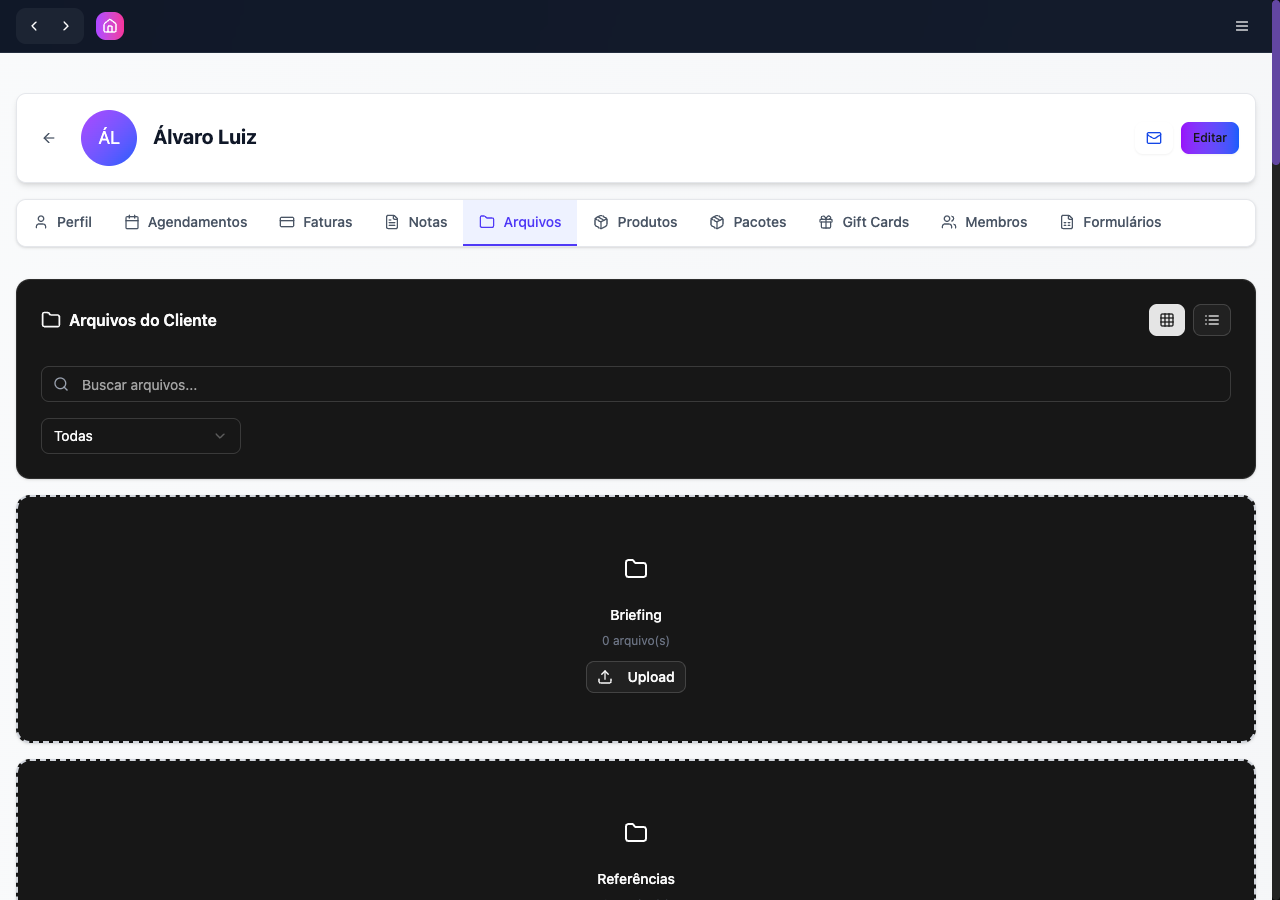 ÁL
Álvaro Luiz
Editar
Perfil
Agendamentos
Faturas
Notas
Arquivos
Produtos
Pacotes
Gift Cards
Membros
Formulários
Arquivos do Cliente
Buscar arquivos...
Todas
Briefing
0 arquivo(s)
Upload
Referências